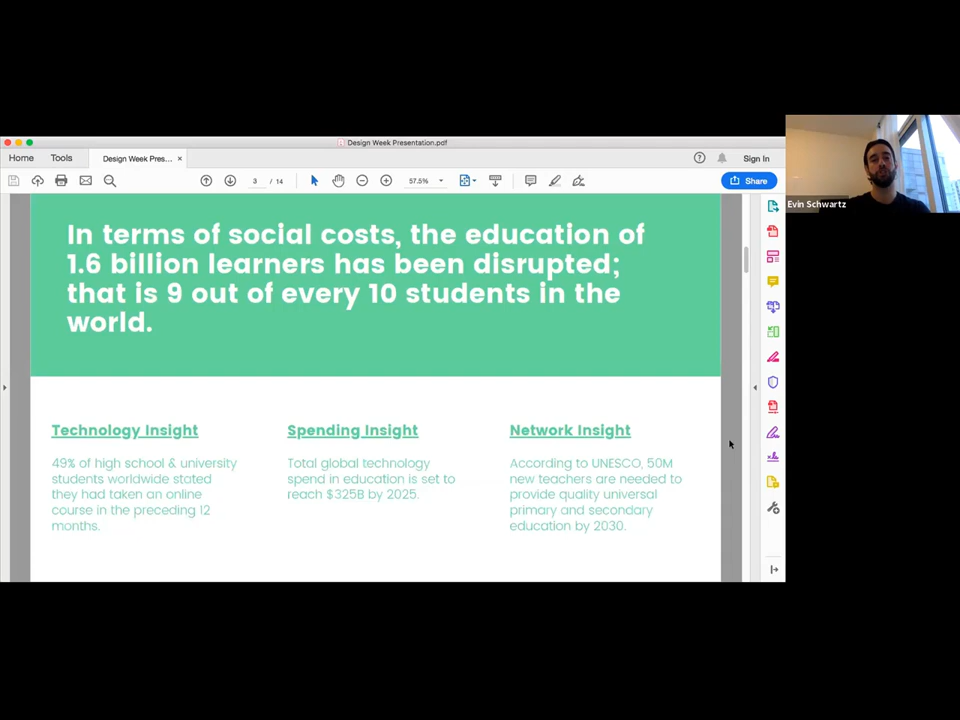 Design Week Presentation.pdf
Home
Tools
Design Week Pres...
Sign In
3 / 14
57.5%
Share
Evin Schwartz
In terms of social costs, the education of
1.6 billion learners has been disrupted;
that is 9 out of every 10 students in the
world.
Technology Insight
49% of high school & university
students worldwide stated
they had taken an online
course in the preceding 12
months.
Spending Insight
Total global technology
spend in education is set to
reach $325B by 2025.
Network Insight
According to UNESCO, 50M
new teachers are needed to
provide quality universal
primary and secondary
education by 2030.